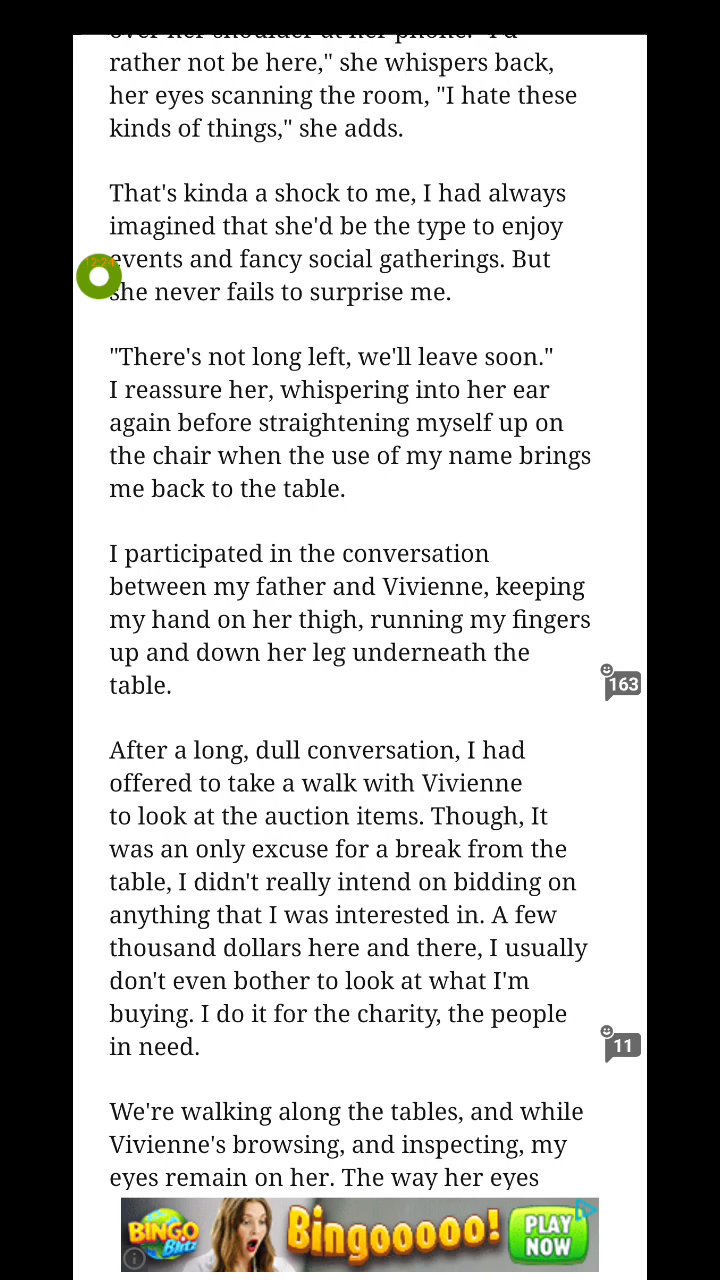 over her shoulder at her phone. "I'd
rather not be here," she whispers back,
her eyes scanning the room, "I hate these
kinds of things," she adds.
That's kinda a shock to me, I had always
imagined that she'd be the type to enjoy
events and fancy social gatherings. But
she never fails to surprise me.
"There's not long left, we'll leave soon."
I reassure her, whispering into her ear
again before straightening myself up on
the chair when the use of my name brings
me back to the table.
I participated in the conversation
between my father and Vivienne, keeping
my hand on her thigh, running my fingers
up and down her leg underneath the
table.
163
After a long, dull conversation, I had
offered to take a walk with Vivienne
to look at the auction items. Though, It
was an only excuse for a break from the
table, I didn't really intend on bidding on
anything that I was interested in. A few
thousand dollars here and there, I usually
don't even bother to look at what I'm
buying. I do it for the charity, the people
in need.
11
We're walking along the tables, and while
Vivienne's browsing, and inspecting, my
eyes remain on her. The way her eyes
BINGO
Blitz
Bingooooo!
PLAY
NOW